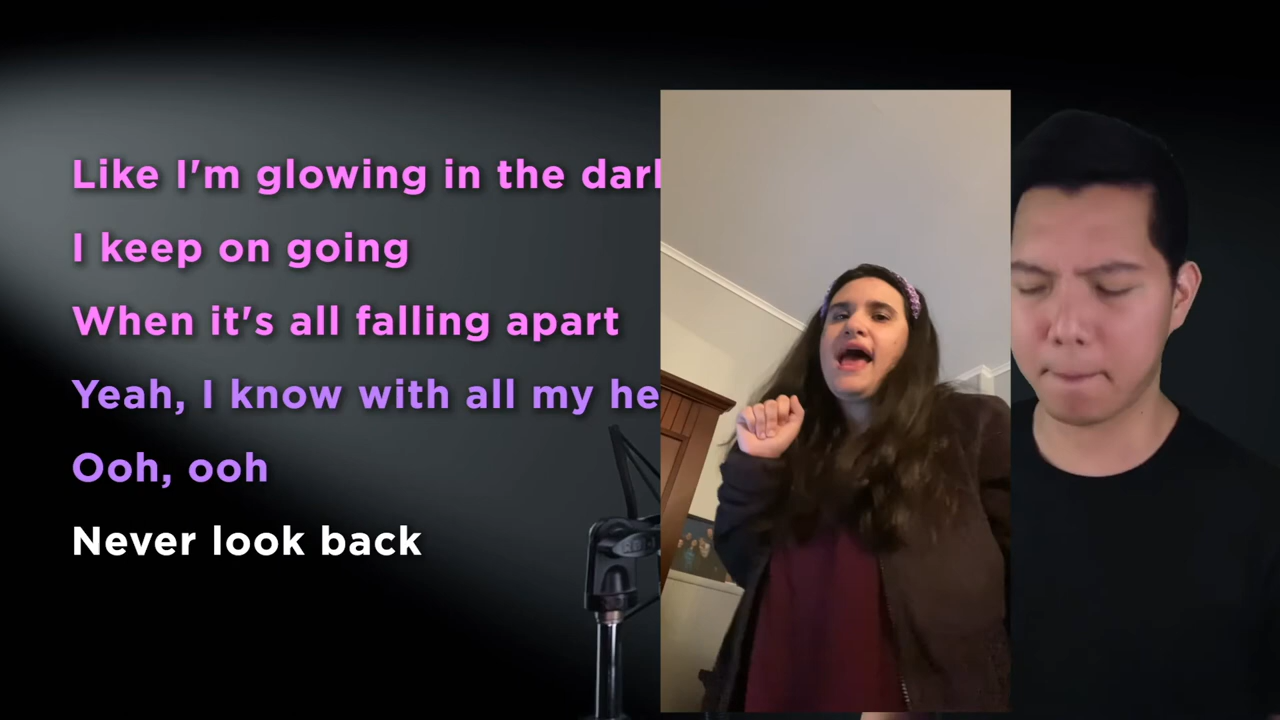 Like I'm glowing in the dark
I keep on going
When it's all falling apart
Yeah, I know with all my he
Ooh, ooh
Never look back